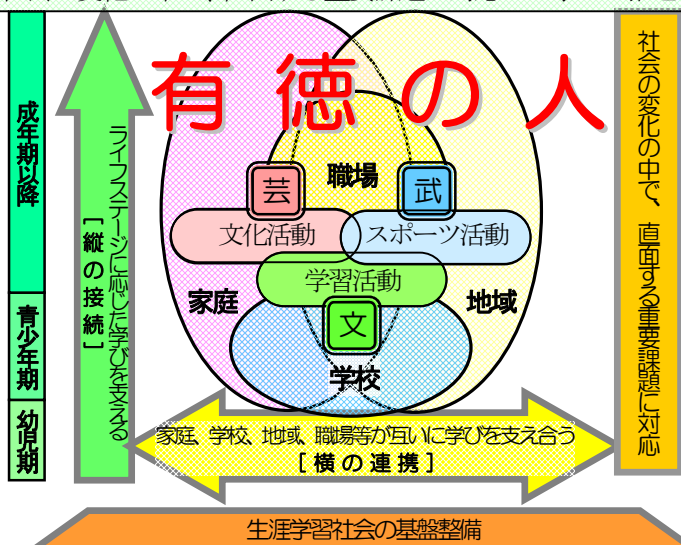 有徳の人
成年期以降
青少年期
幼児期
ライフステージに応じた学びを支える
[縦の接続]
職場
芸
武
文化活動
スポーツ活動
学習活動
家庭
地域
文
学校
社会の変化の中で、直面する重要課題に対応
家庭、学校、地域、職場等が互いに学びを支え合う
[横の連携]
生涯学習社会の基盤整備